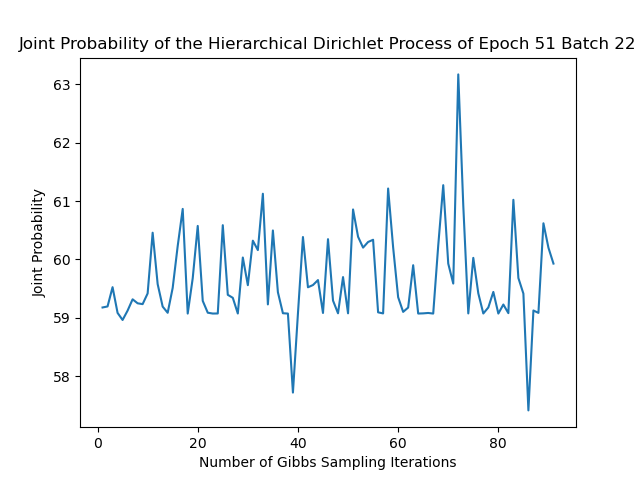 Joint Probability of the Hierarchical Dirichlet Process of Epoch 51 Batch 22
63
62
61
60
59
58
Joint Probability
0 20 40 60 80
Number of Gibbs Sampling Iterations